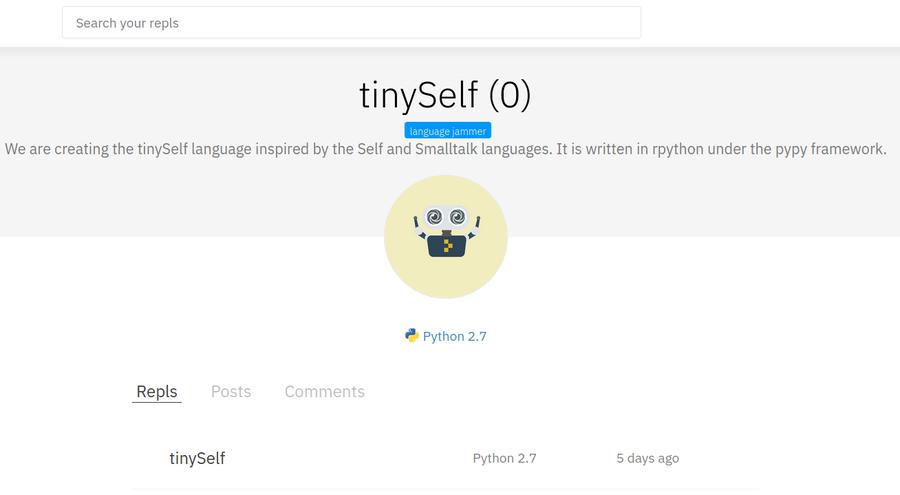 Search your repls
tinySelf (0)
language jammer
We are creating the tinySelf language inspired by the Self and Smalltalk languages. It is written in rpython under the pypy framework.
Python 2.7
Repls Posts Comments
tinySelf Python 2.7 5 days ago